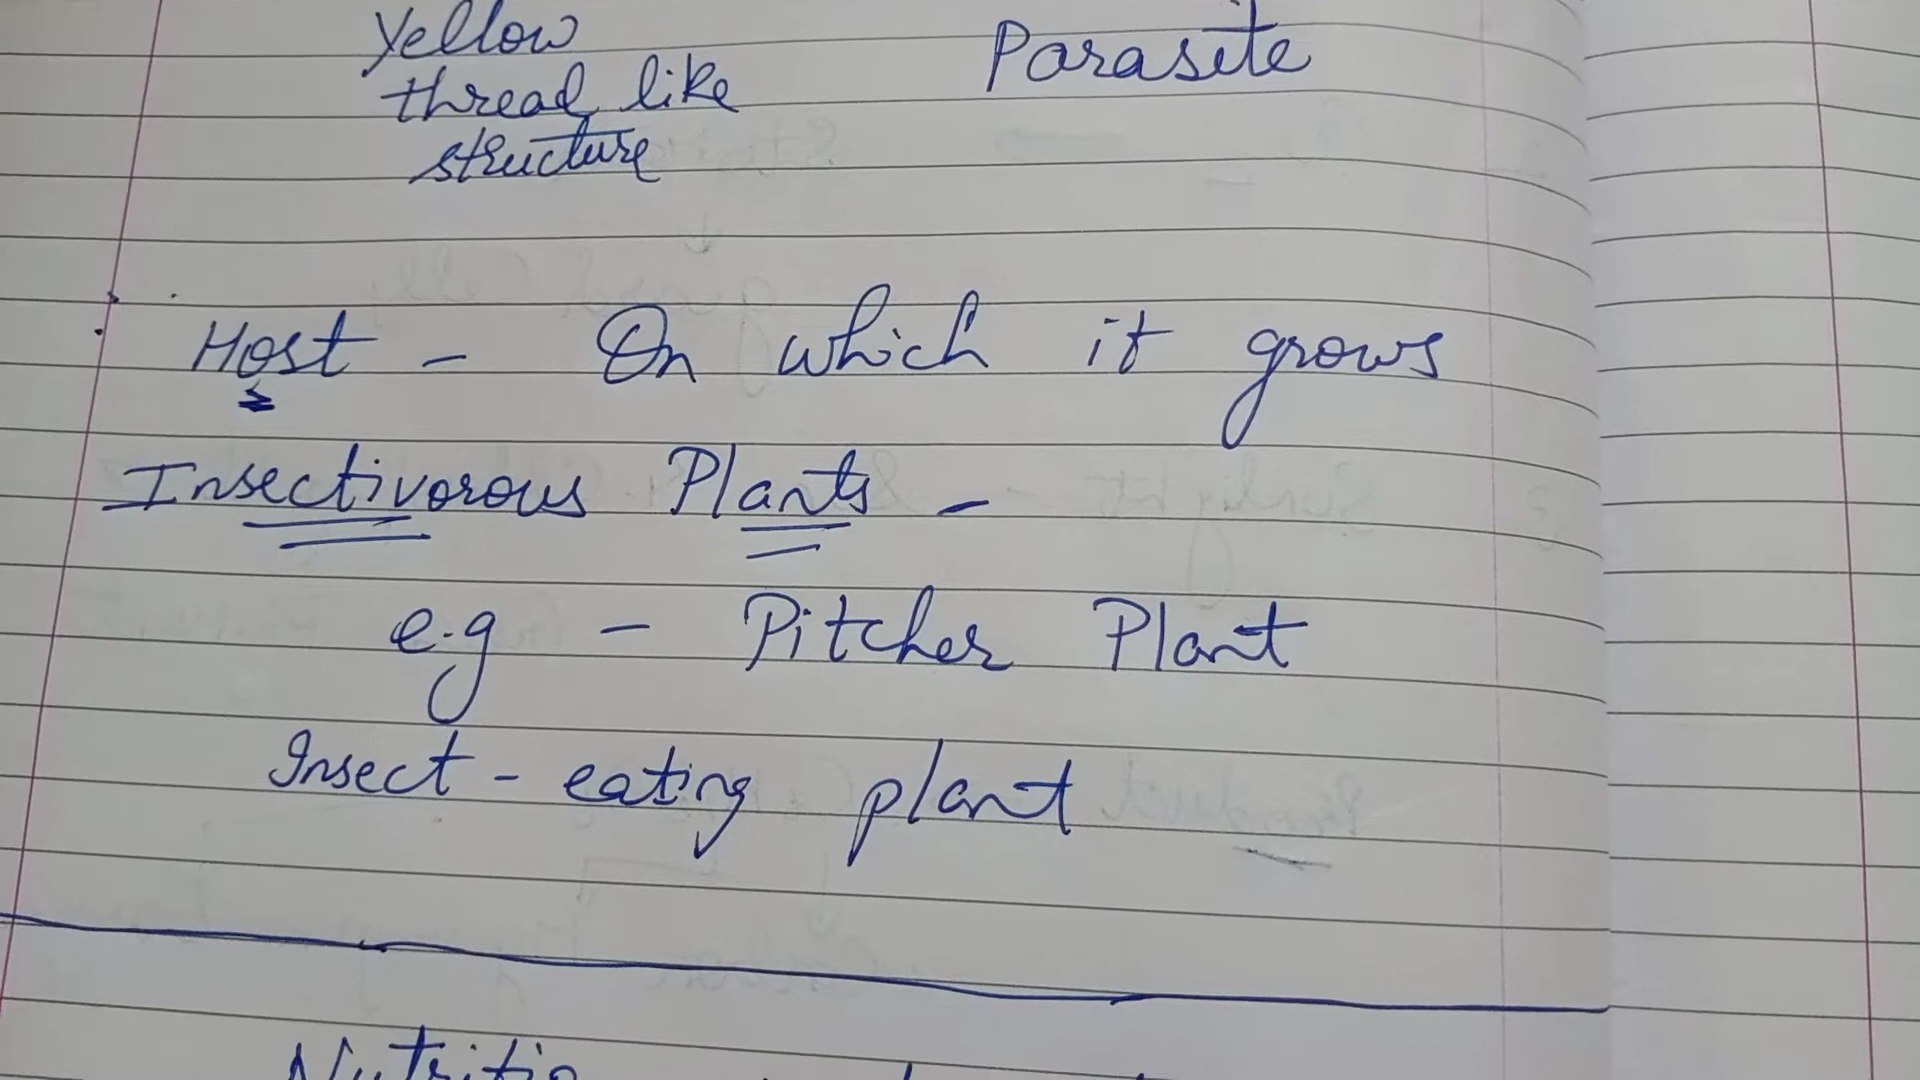 Yellow
thread like
structure
Parasite
Host - On which it grows
Insectivorous Plants -
e.g - Pitcher Plant
Insect - eating plant